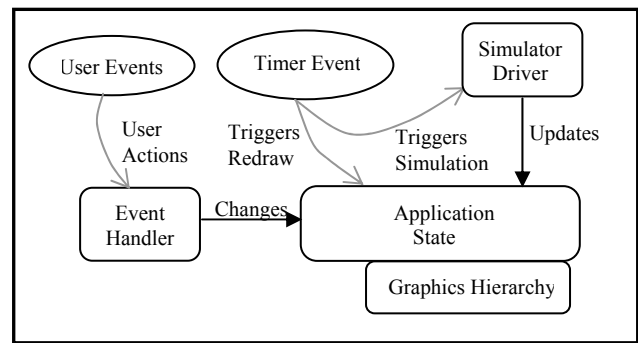 User Events
Timer Event
Simulator
Driver
User
Actions
Triggers
Redraw
Triggers
Simulation
Updates
Event
Handler
Changes
Application
State
Graphics Hierarchy